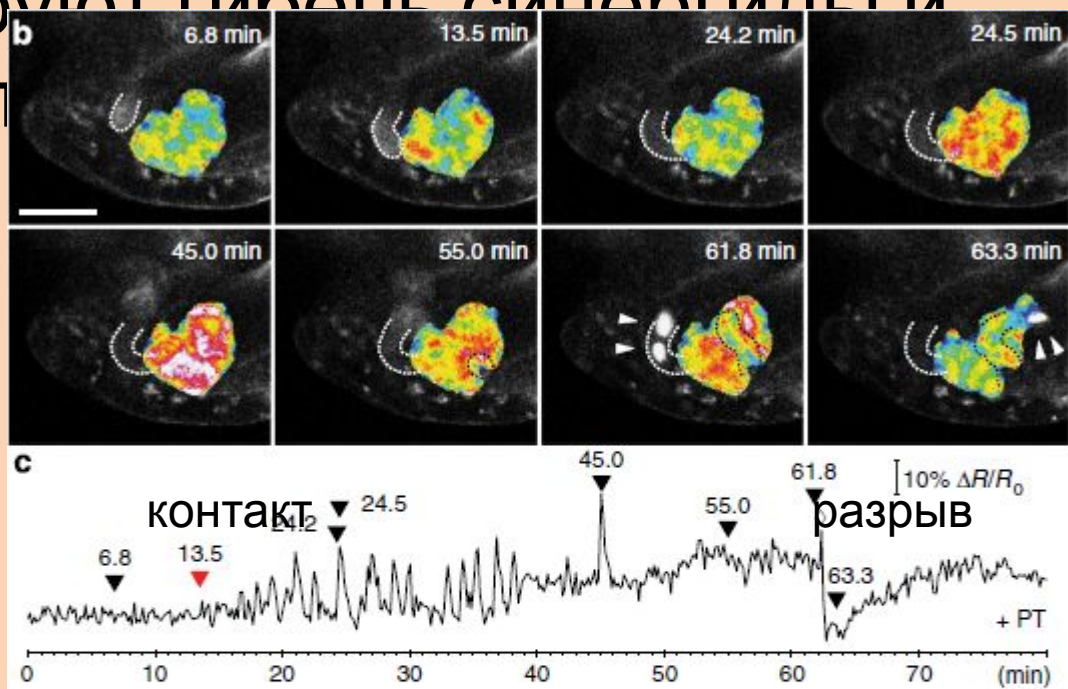 b
6.8 min
13.5 min
24.2 min
24.5 min
45.0 min
55.0 min
61.8 min
63.3 min
c
45.0
61.8
10% ΔR/R₀
контакт
24.5
24.2
55.0
разрыв
6.8
13.5
63.3
+ PT
0 10 20 30 40 50 60 70 (min)